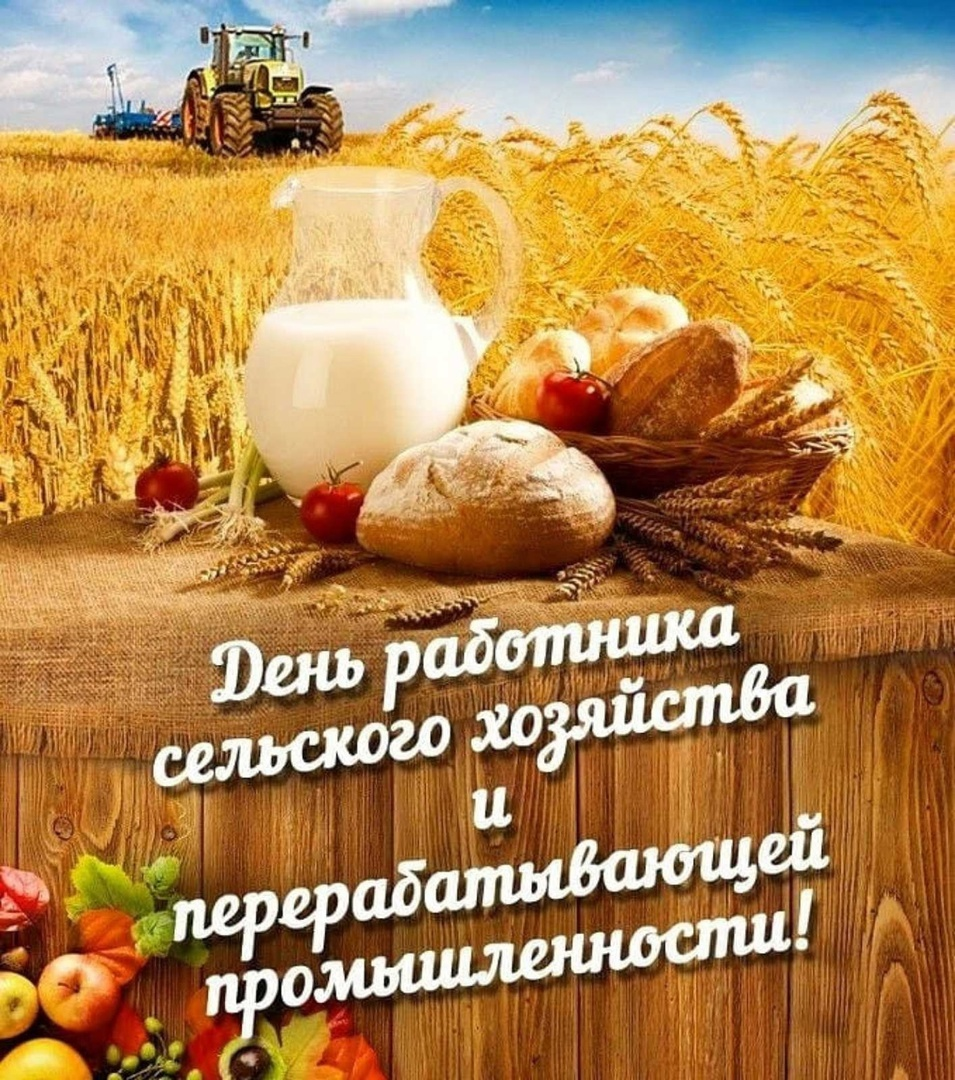 День работника
сельского хозяйства
и
перерабатывающей
промышленности!